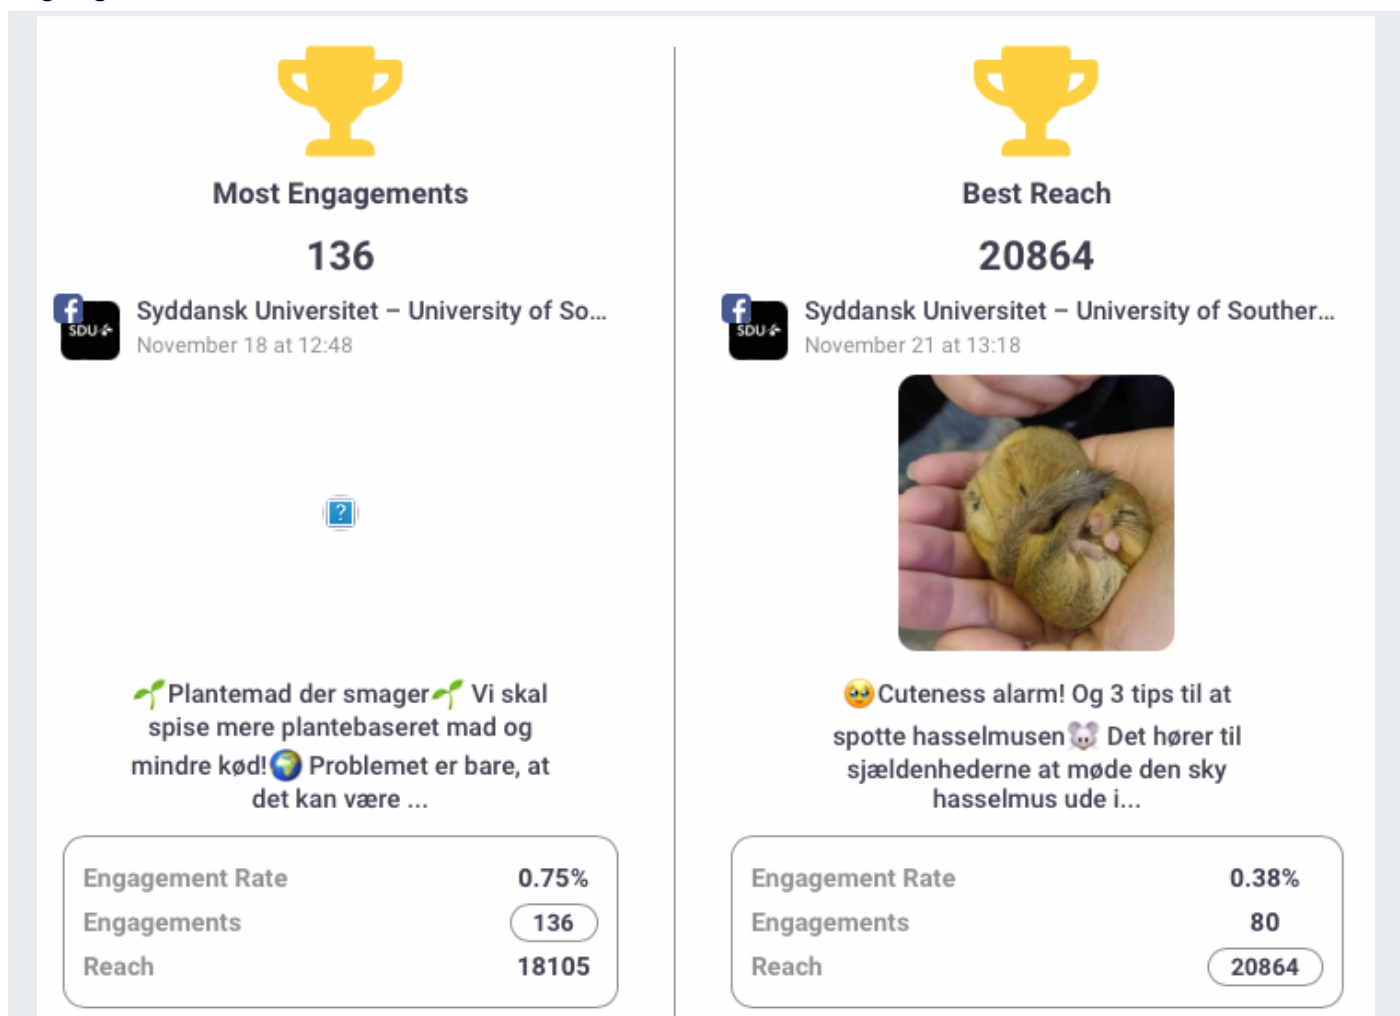 Most Engagements
136
Syddansk Universitet – University of So...
November 18 at 12:48
SDU
?
🌱Plantemad der smager🌱 Vi skal
spise mere plantebaseret mad og
mindre kød!🌍 Problemet er bare, at
det kan være ...
Engagement Rate 0.75%
Engagements 136
Reach 18105
Best Reach
20864
Syddansk Universitet – University of Souther...
November 21 at 13:18
SDU
🥹Cuteness alarm! Og 3 tips til at
spotte hasselmusen🐭 Det hører til
sjældenhederne at møde den sky
hasselmus ude i...
Engagement Rate 0.38%
Engagements 80
Reach 20864